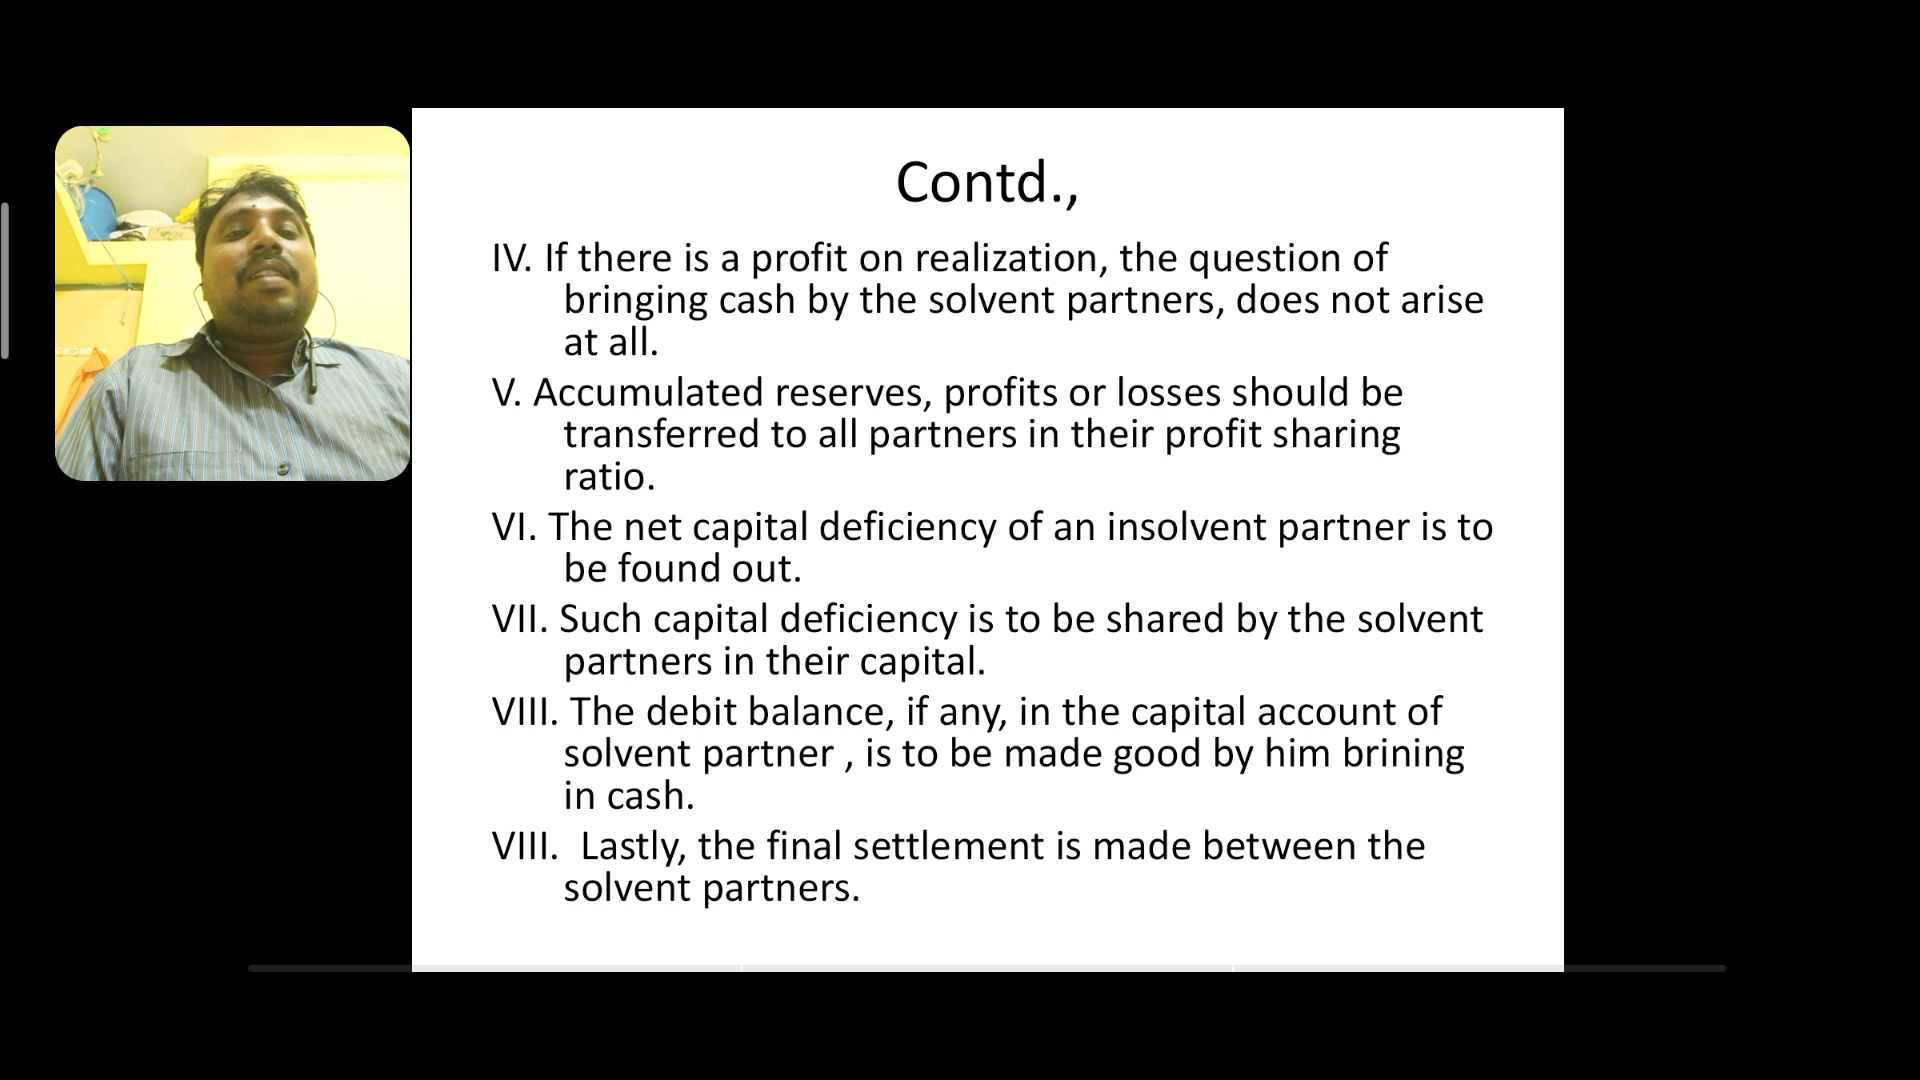 Contd.,
IV. If there is a profit on realization, the question of
bringing cash by the solvent partners, does not arise
at all.
V. Accumulated reserves, profits or losses should be
transferred to all partners in their profit sharing
ratio.
VI. The net capital deficiency of an insolvent partner is to
be found out.
VII. Such capital deficiency is to be shared by the solvent
partners in their capital.
VIII. The debit balance, if any, in the capital account of
solvent partner , is to be made good by him brining
in cash.
VIII.  Lastly, the final settlement is made between the
solvent partners.